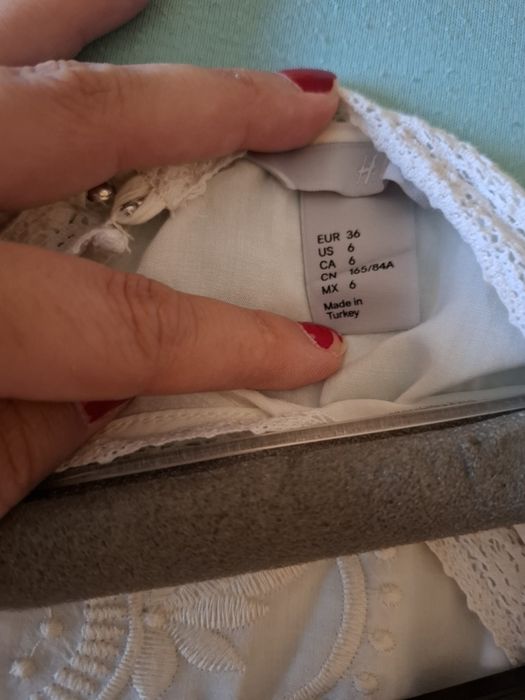 H
EUR 36
US 6
CA 6
CN 165/84A
MX 6
Made in
Turkey